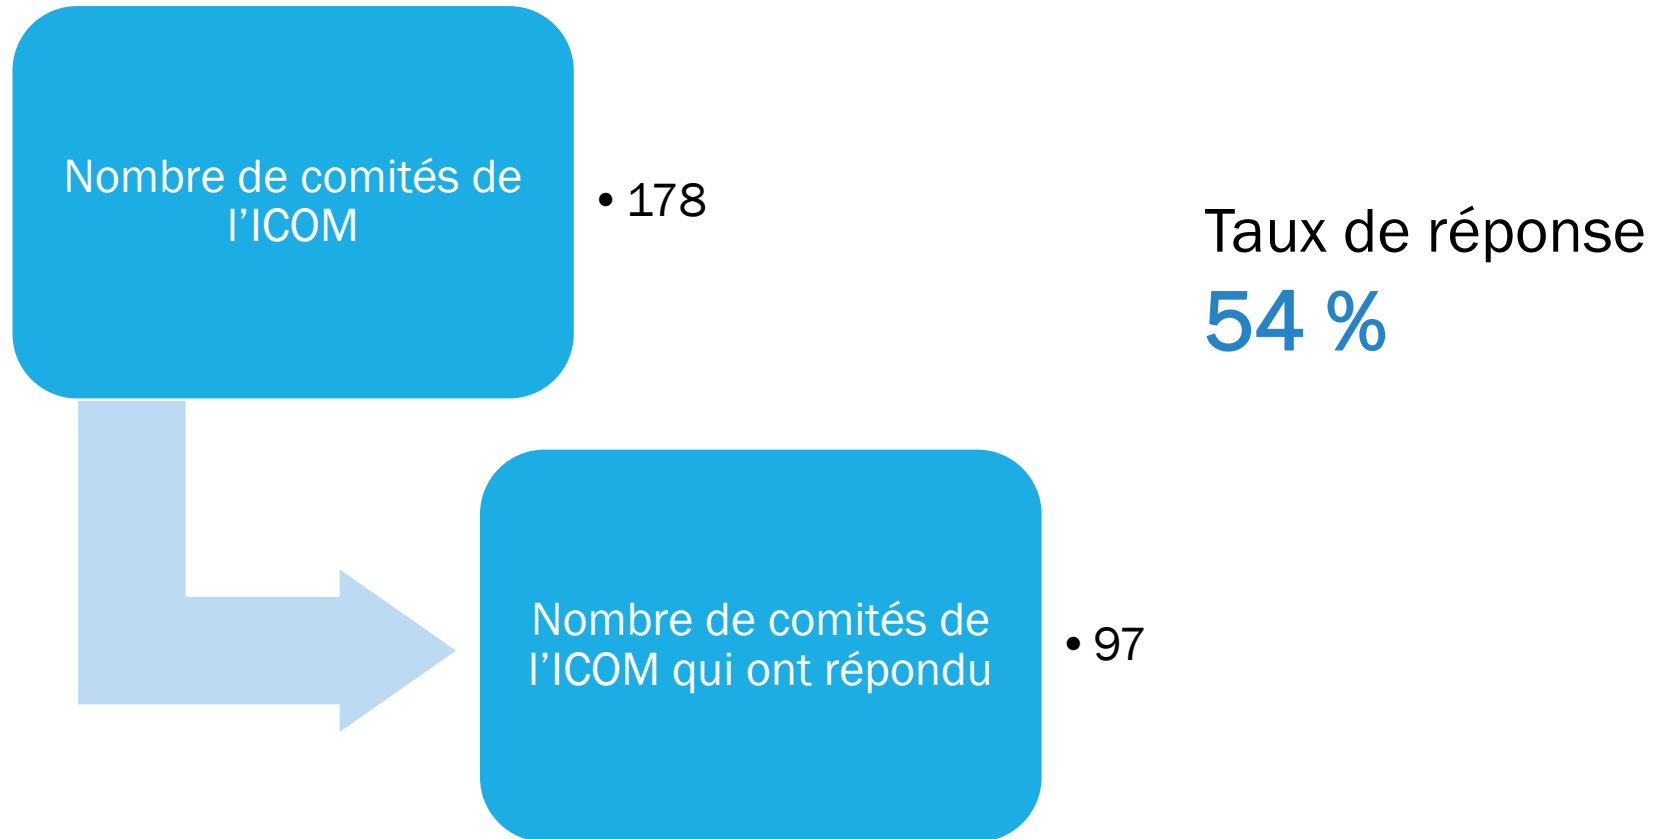 Nombre de comités de
l’ICOM
• 178
Taux de réponse
54 %
Nombre de comités de
l’ICOM qui ont répondu
• 97